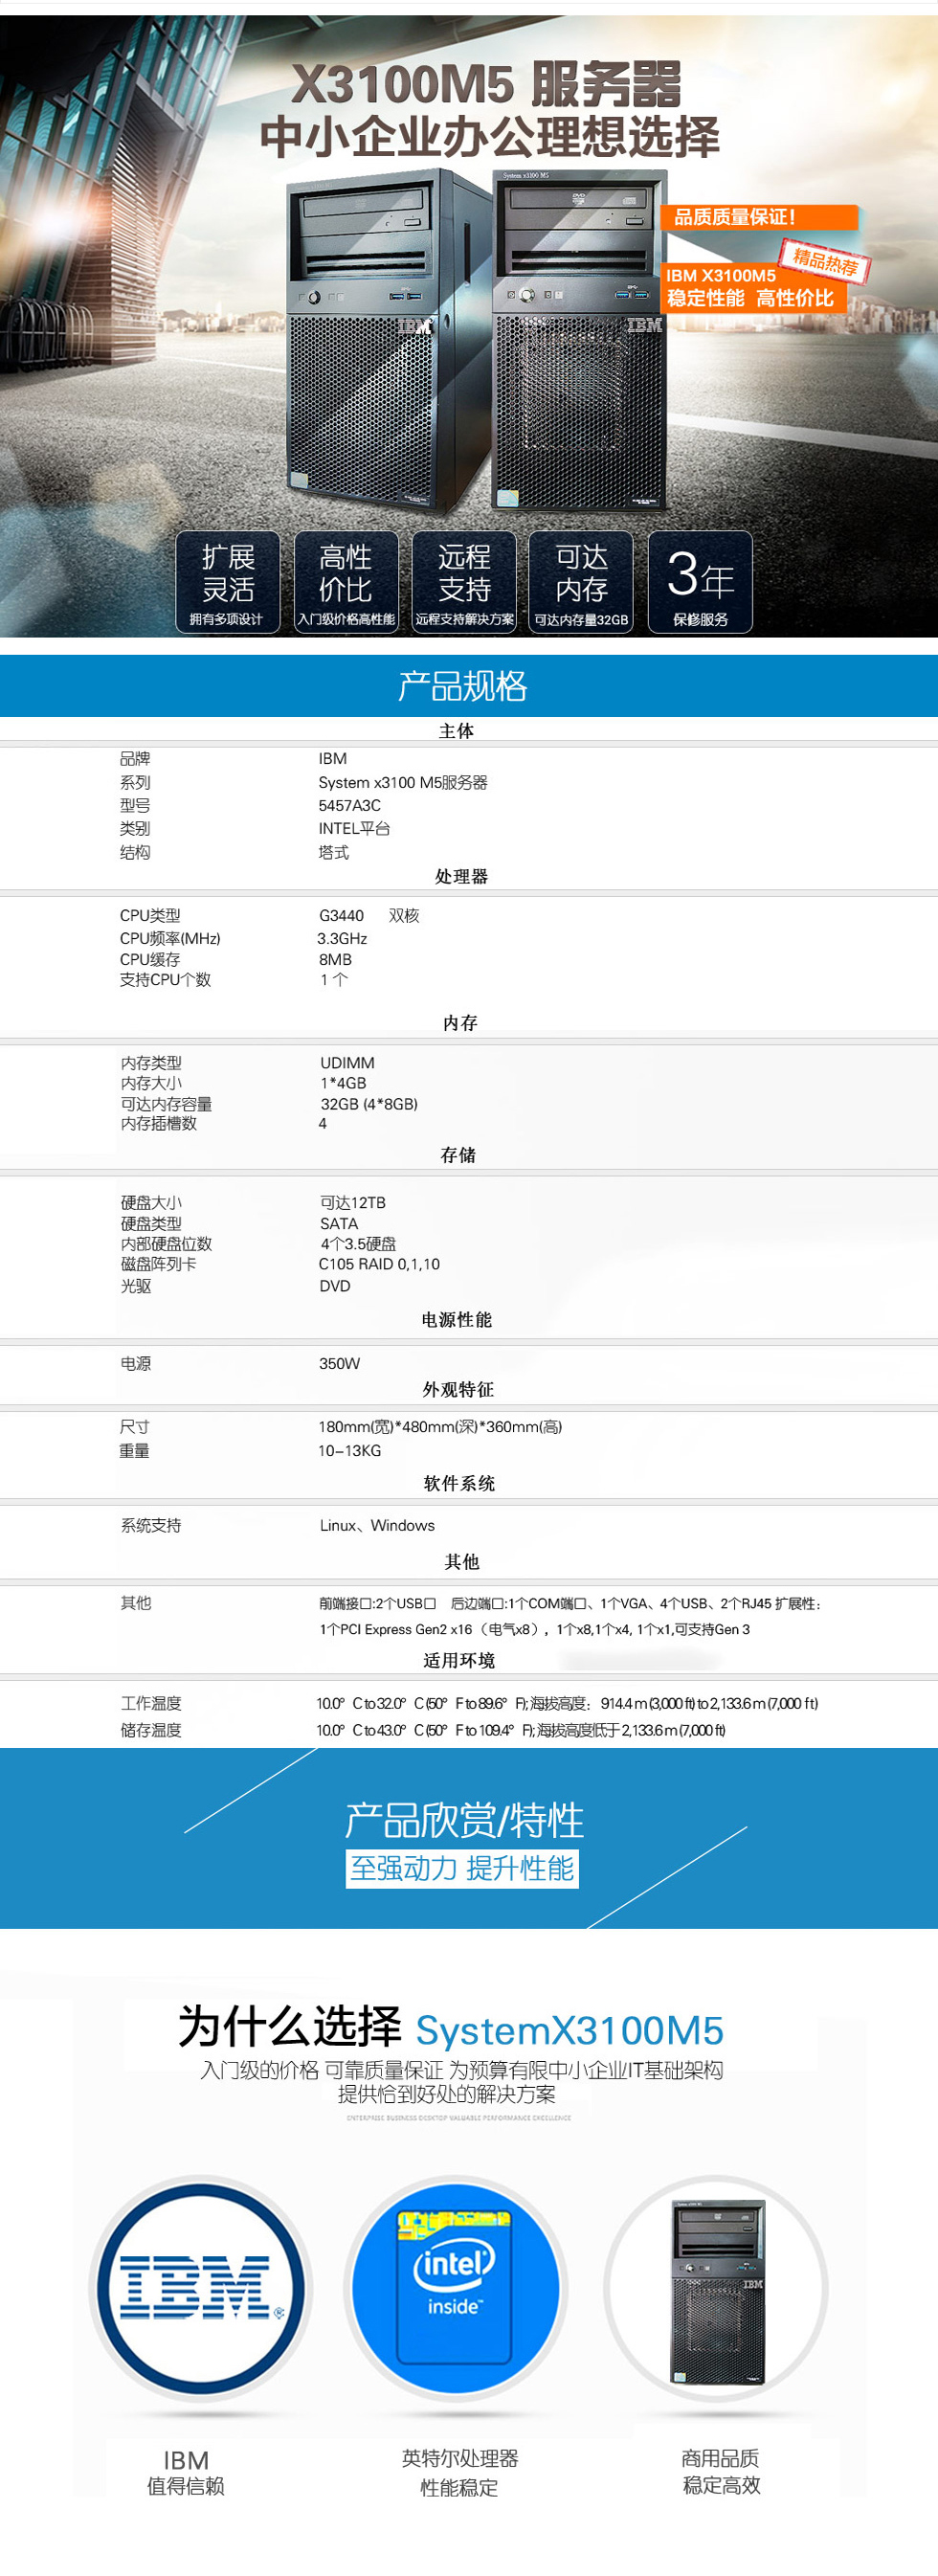 X3100M5 服务器
中小企业办公理想选择
System x3100 M5
品质质量保证!
精品热荐
IBM X3100M5
稳定性能 高性价比
IBM
IBM
扩展
灵活
拥有多项设计
高性
价比
入门级价格高性能
远程
支持
远程支持解决方案
可达
内存
可达内存量32GB
3年
保修服务
产品规格
主体
品牌 IBM
系列 System x3100 M5服务器
型号 5457A3C
类别 INTEL平台
结构 塔式
处理器
CPU类型 G3440 双核
CPU频率(MHz) 3.3GHz
CPU缓存 8MB
支持CPU个数 1 个
内存
内存类型 UDIMM
内存大小 1*4GB
可达内存容量 32GB (4*8GB)
内存插槽数 4
存储
硬盘大小 可达12TB
硬盘类型 SATA
内部硬盘位数 4个3.5硬盘
磁盘阵列卡 C105 RAID 0,1,10
光驱 DVD
电源性能
电源 350W
外观特征
尺寸 180mm(宽)*480mm(深)*360mm(高)
重量 10-13KG
软件系统
系统支持 Linux、Windows
其他
其他 前端接口:2个USB口 后边端口:1个COM端口、1个VGA、4个USB、2个RJ45 扩展性:
1个PCI Express Gen2 x16 （电气x8），1个x8,1个x4, 1个x1,可支持Gen 3
适用环境
工作温度 10.0° C to 32.0° C (50° F to 89.6° F); 海拔高度： 914.4 m (3,000 ft) to 2,133.6 m (7,000 ft)
储存温度 10.0° C to 43.0° C (50° F to 109.4° F); 海拔高度低于 2,133.6 m (7,000 ft)
产品欣赏/特性
至强动力 提升性能
为什么选择 SystemX3100M5
入门级的价格 可靠质量保证 为预算有限中小企业IT基础架构
提供恰到好处的解决方案
ENTERPRISE BUSINESS DESKTOP VALUABLE PERFORMANCE EXCELLENCE
IBM®
intel
inside™
IBM
IBM
值得信赖
英特尔处理器
性能稳定
商用品质
稳定高效